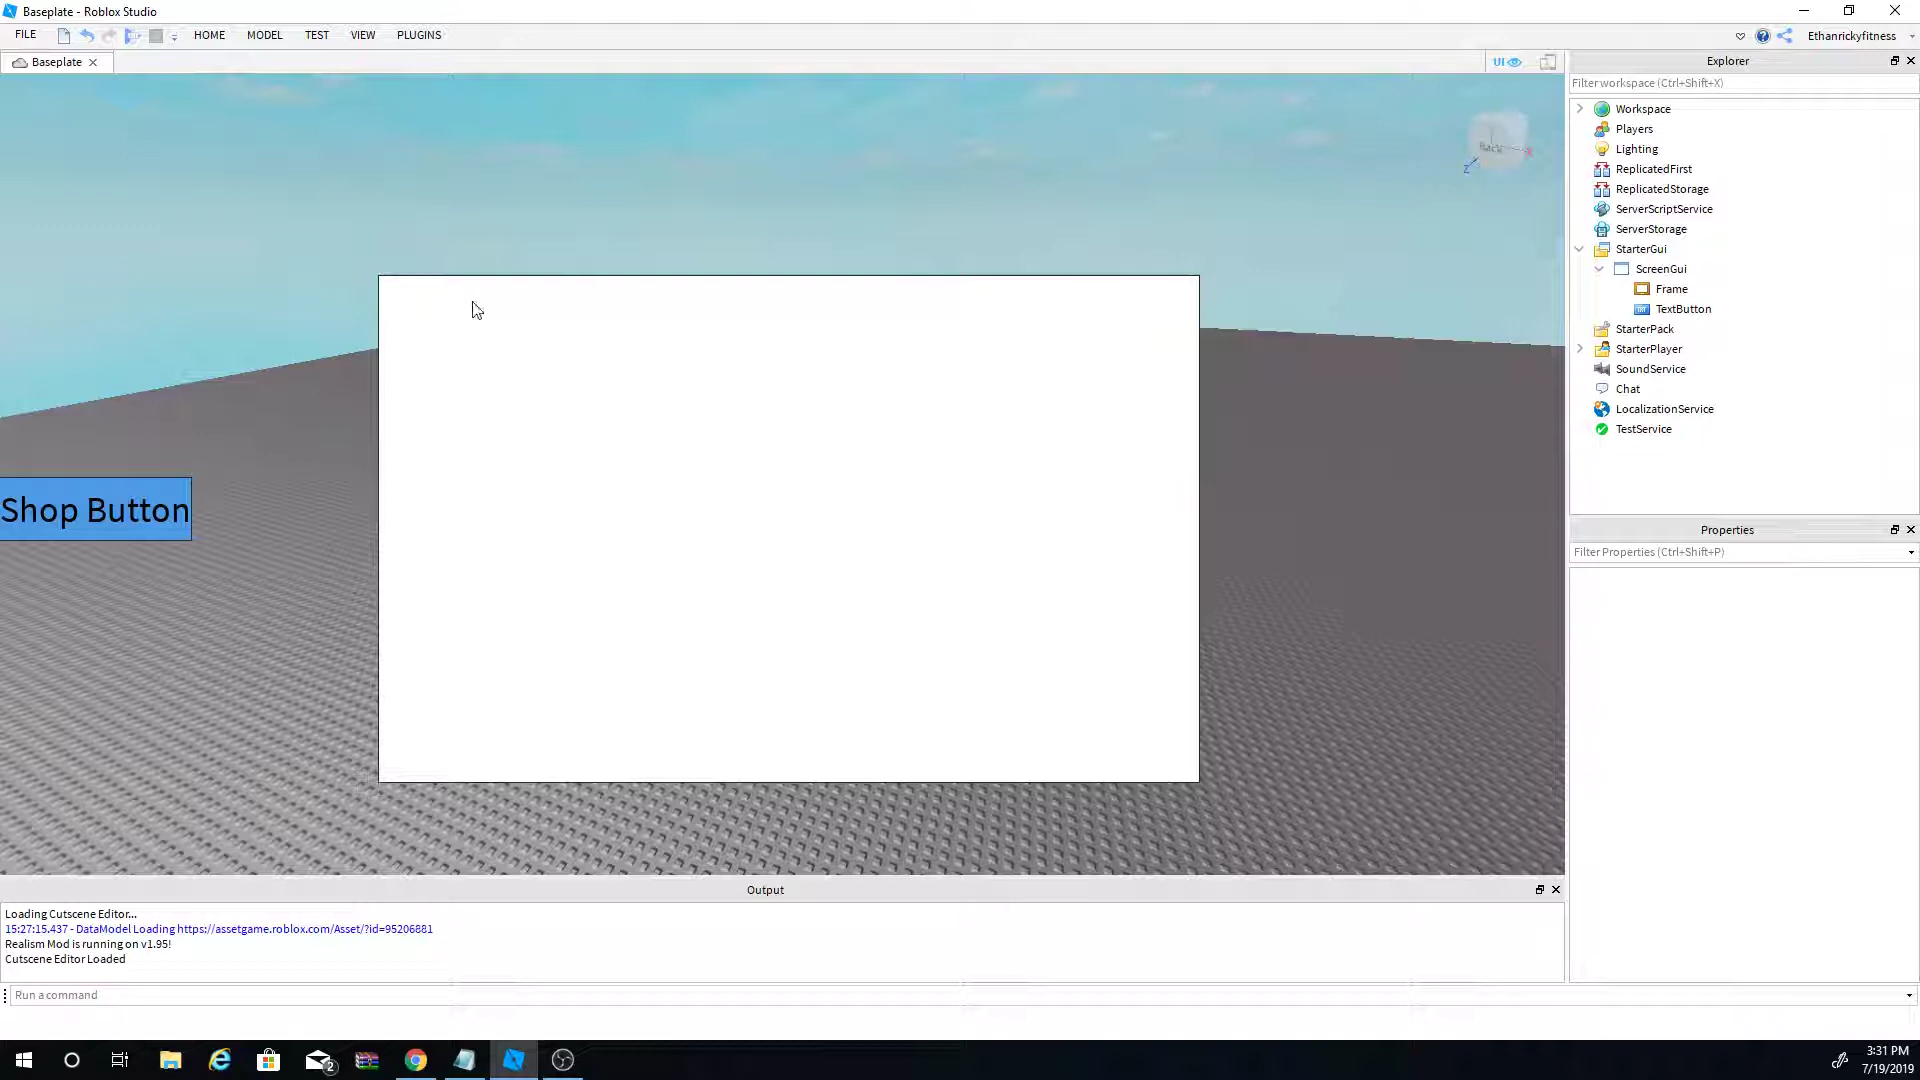 Baseplate - Roblox Studio
FILE HOME MODEL TEST VIEW PLUGINS Ethanrickyfitness
Baseplate UI
Explorer
Filter workspace (Ctrl+Shift+X)
Workspace
Players
Lighting
ReplicatedFirst
ReplicatedStorage
ServerScriptService
ServerStorage
StarterGui
ScreenGui
Frame
TextButton
StarterPack
StarterPlayer
SoundService
Chat
LocalizationService
TestService
Back
X
Z
Shop Button
Properties
Filter Properties (Ctrl+Shift+P)
Output
Loading Cutscene Editor...
15:27:15.437 - DataModel Loading https://assetgame.roblox.com/Asset/?id=95206881
Realism Mod is running on v1.95!
Cutscene Editor Loaded
Run a command
2
3:31 PM
7/19/2019